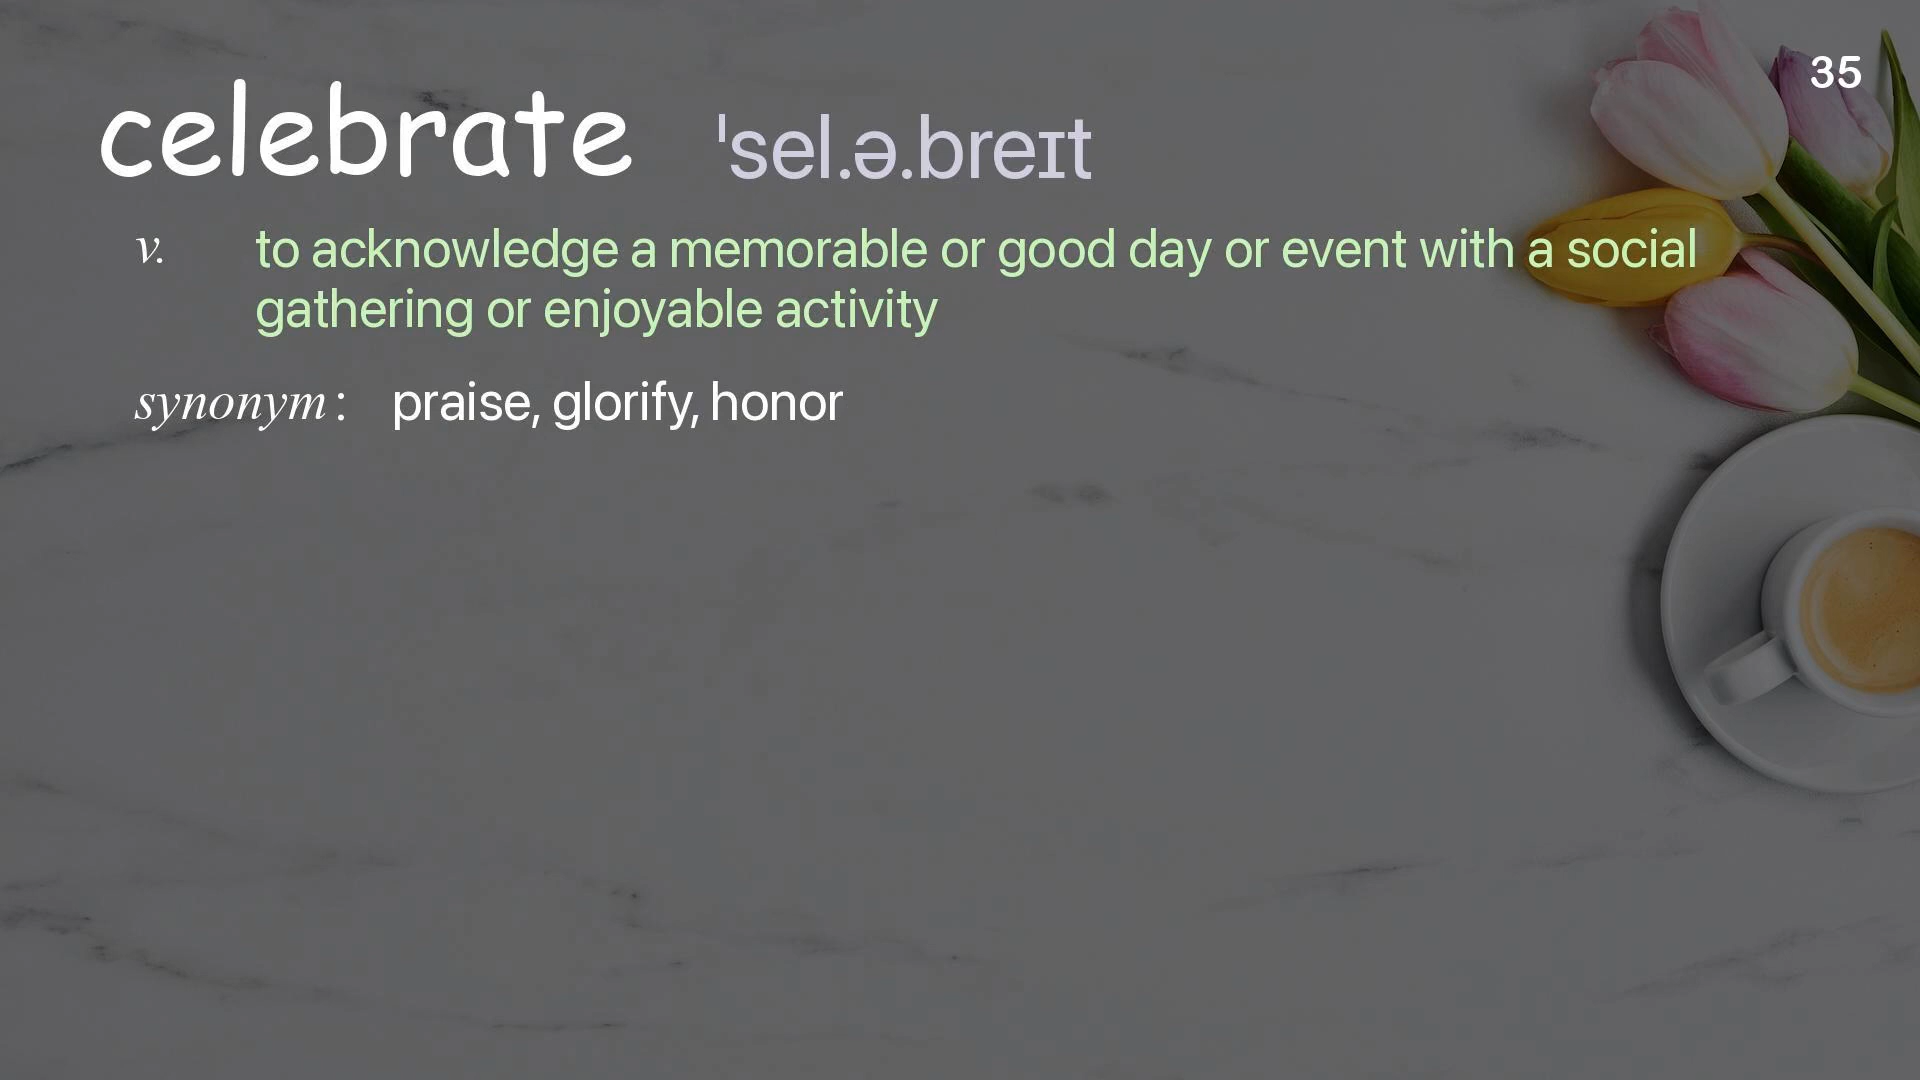 35
celebrate ˈsel.ə.breɪt
v. to acknowledge a memorable or good day or event with a social
gathering or enjoyable activity
synonym: praise, glorify, honor